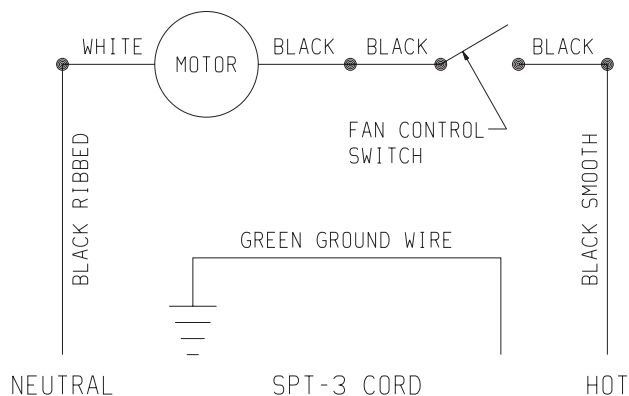 WHITE
MOTOR
BLACK
BLACK
BLACK
FAN CONTROL
SWITCH
BLACK RIBBED
BLACK SMOOTH
GREEN GROUND WIRE
NEUTRAL
SPT-3 CORD
HOT